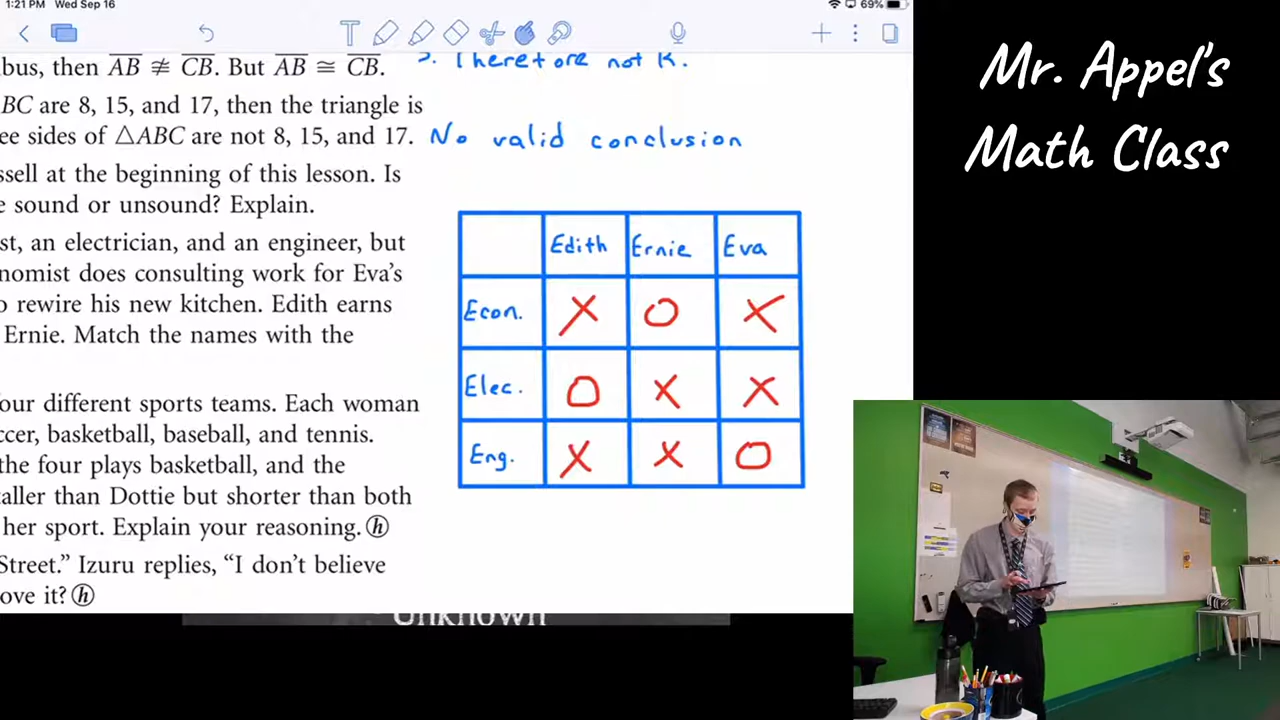 1:21 PM Wed Sep 16
69%
Mr. Appel's
Math Class
bus, then AB ≇ CB. But AB ≅ CB.
3. Therefore not R.
BC are 8, 15, and 17, then the triangle is
ee sides of △ABC are not 8, 15, and 17.
No valid conclusion
ssell at the beginning of this lesson. Is
e sound or unsound? Explain.
st, an electrician, and an engineer, but
nomist does consulting work for Eva's
o rewire his new kitchen. Edith earns
Ernie. Match the names with the
Edith Ernie Eva
Econ. X O X
Elec. O X X
Eng. X X O
our different sports teams. Each woman
ccer, basketball, baseball, and tennis.
the four plays basketball, and the
taller than Dottie but shorter than both
her sport. Explain your reasoning. ⓗ
Street." Izuru replies, "I don't believe
ove it? ⓗ
Unknown